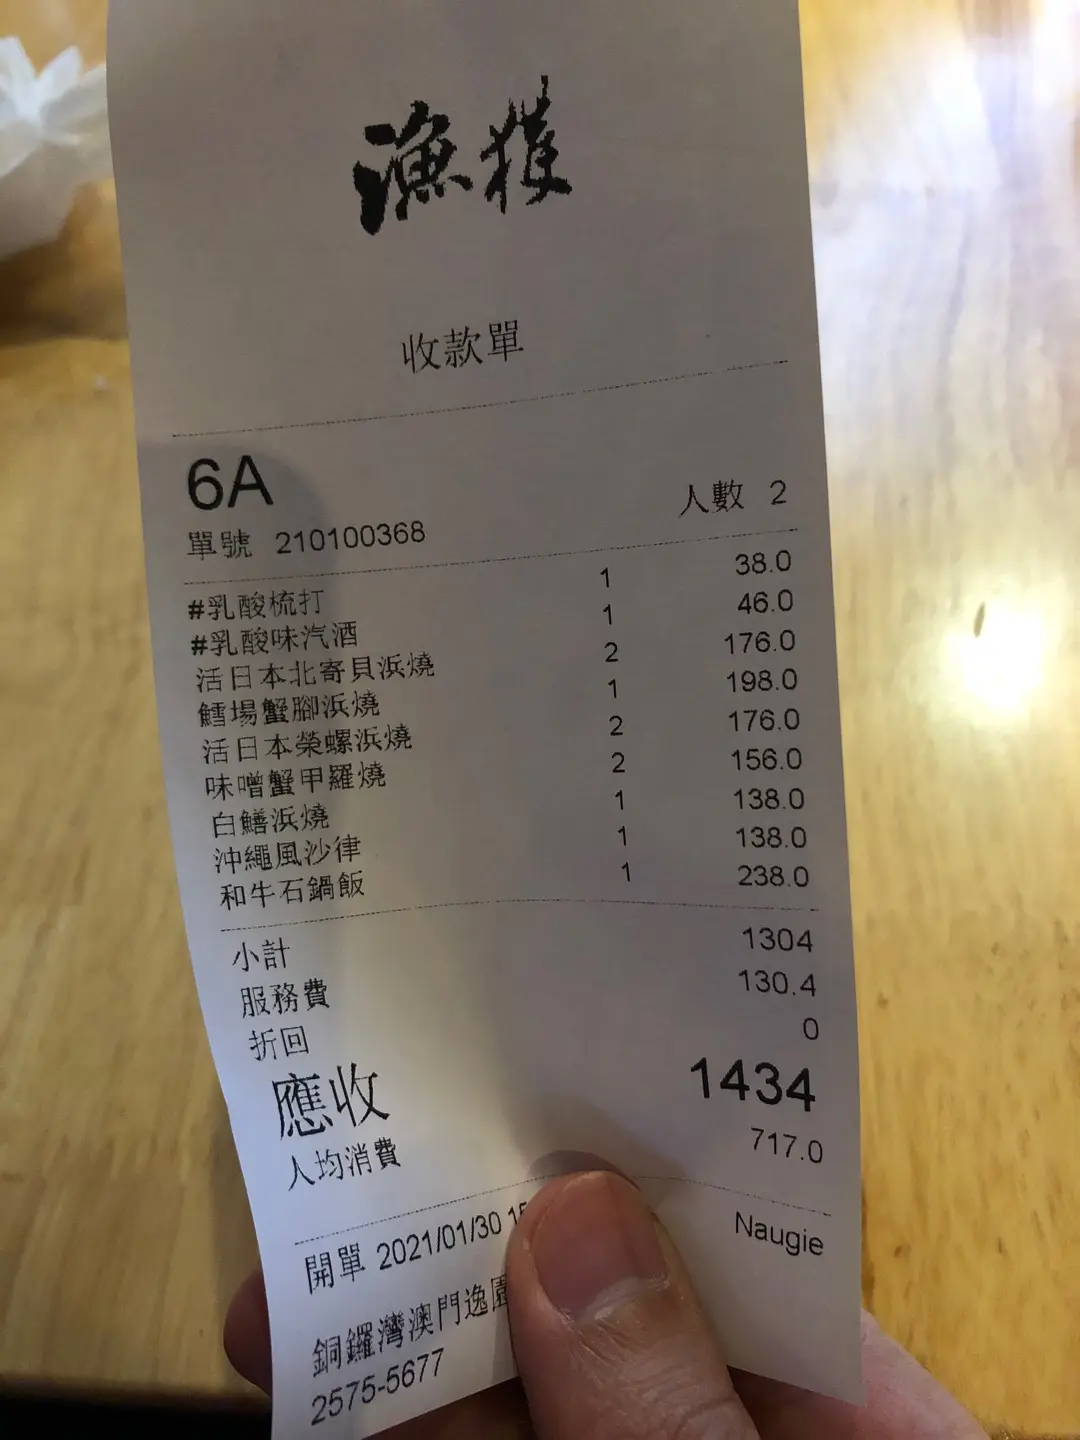 漁獲
收款單
6A
單號 210100368 人數 2
#乳酸梳打 1 38.0
#乳酸味汽酒 1 46.0
活日本北寄貝浜燒 2 176.0
鱈場蟹腳浜燒 1 198.0
活日本榮螺浜燒 2 176.0
味噌蟹甲羅燒 2 156.0
白鱔浜燒 1 138.0
沖繩風沙律 1 138.0
和牛石鍋飯 1 238.0
小計 1304
服務費 130.4
折回 0
應收 1434
人均消費 717.0
開單 2021/01/30 Naugie
銅鑼灣澳門逸園
2575-5677